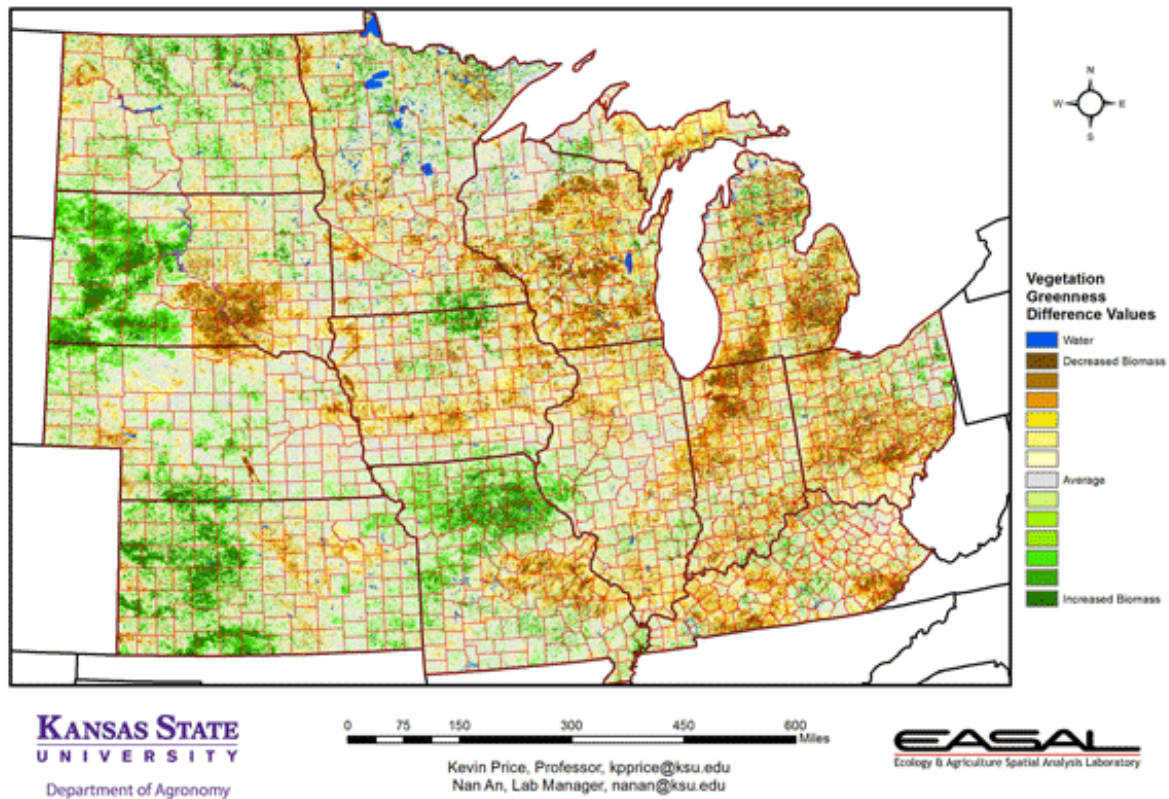 N
W E
S
Vegetation
Greenness
Difference Values
Water
Decreased Biomass
Average
Increased Biomass
KANSAS STATE
UNIVERSITY
Department of Agronomy
0 75 150 300 450 600
Miles
Kevin Price, Professor, kpprice@ksu.edu
Nan An, Lab Manager, nanan@ksu.edu
EASAL
Ecology & Agriculture Spatial Analysis Laboratory